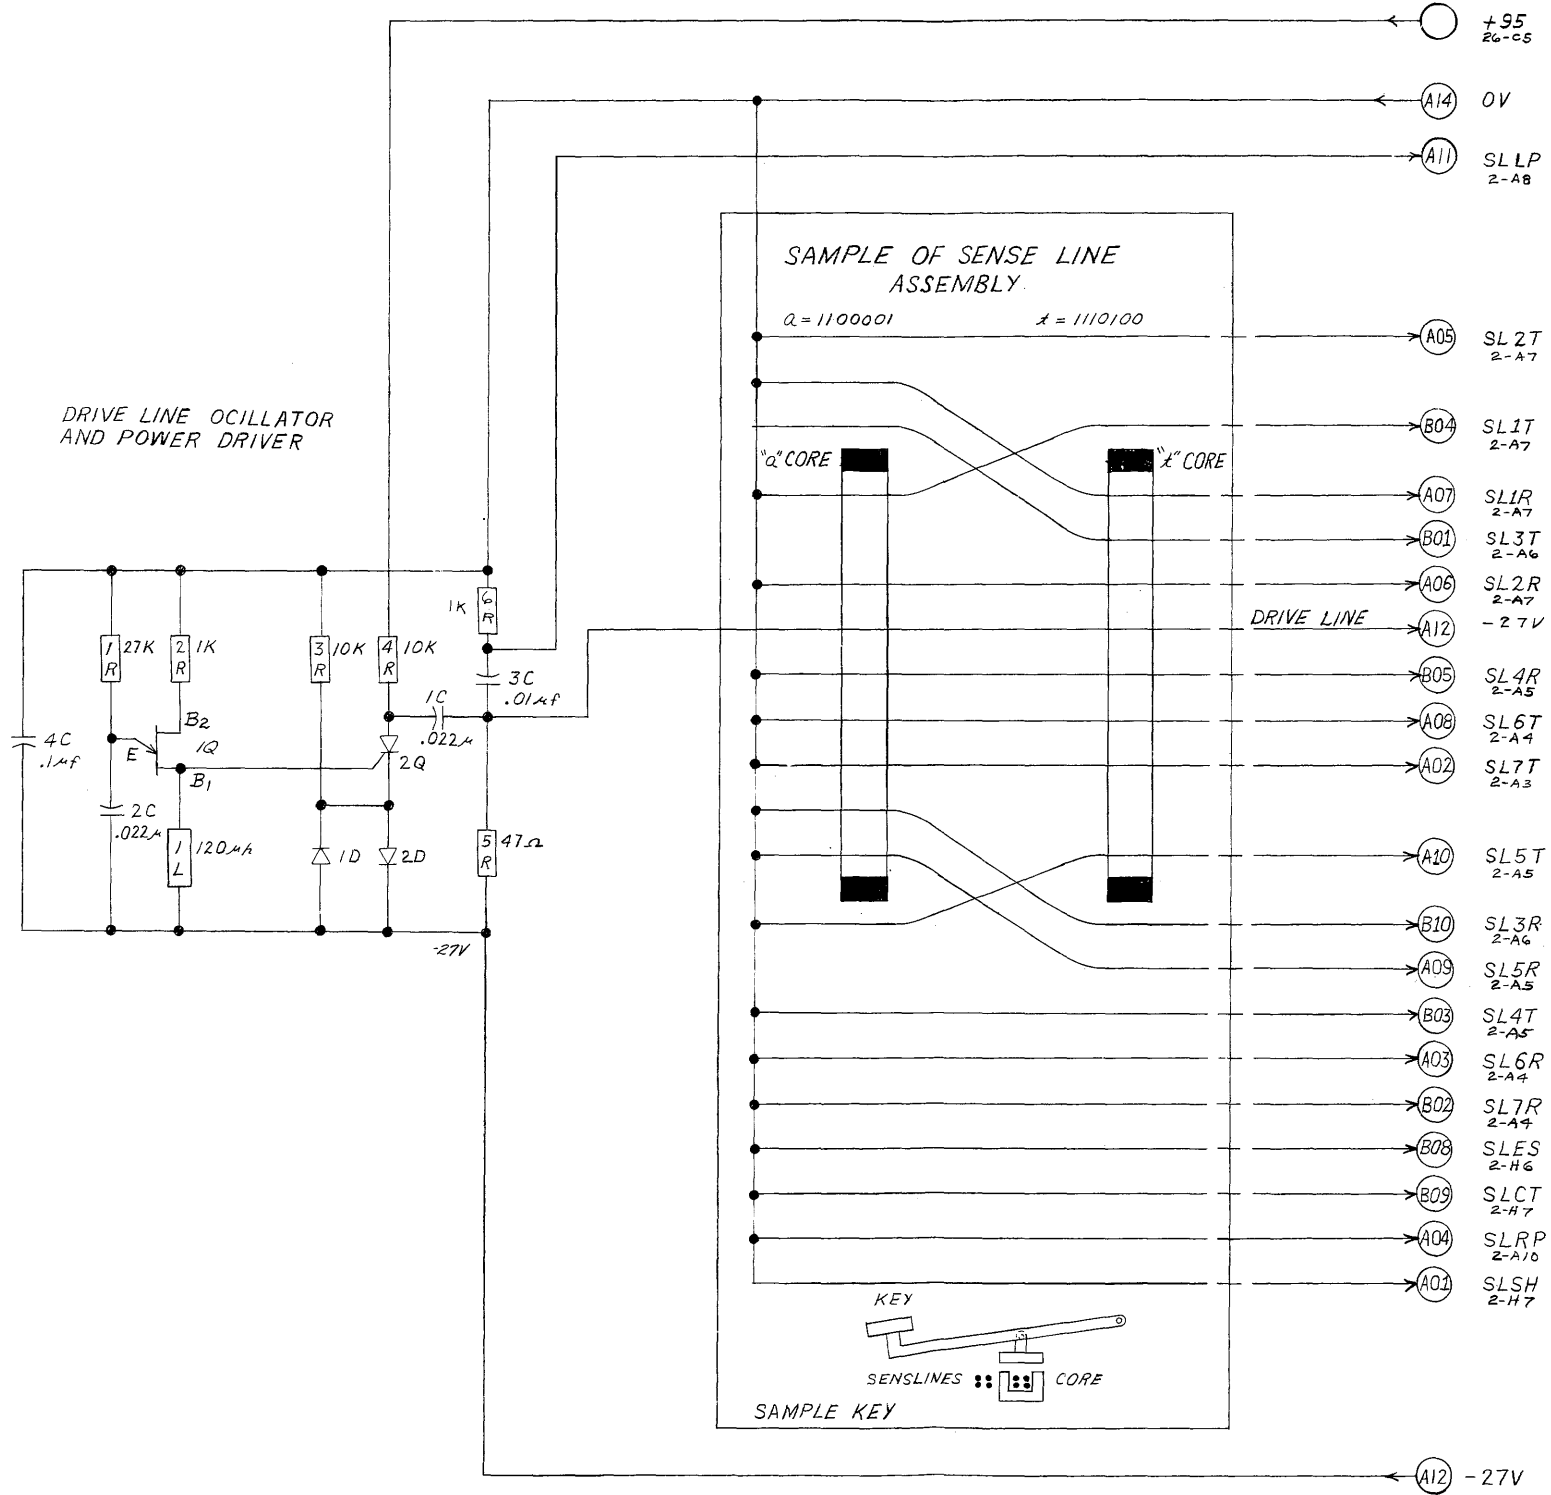 +95
26-C5
A14 0V
A11 SLLP
2-A8
SAMPLE OF SENSE LINE
ASSEMBLY
a = 1100001 t = 1110100
A05 SL2T
2-A7
DRIVE LINE OCILLATOR
AND POWER DRIVER
B04 SL1T
2-A7
"a" CORE "t" CORE
A07 SL1R
2-A7
B01 SL3T
2-A6
A06 SL2R
2-A7
DRIVE LINE A12 -27V
B05 SL4R
2-A5
A08 SL6T
2-A4
A02 SL7T
2-A3
A10 SL5T
2-A5
B10 SL3R
2-A6
A09 SL5R
2-A5
B03 SL4T
2-A5
A03 SL6R
2-A4
B02 SL7R
2-A4
B08 SLES
2-H6
B09 SLCT
2-H7
A04 SLRP
2-A10
A01 SLSH
2-H7
1K 6 R
1 R 27K
2 R 1K
3 R 10K
4 R 10K
3C
.01μf
1C
.022μ
4C
.1μf
B2
1Q
E
B1
2Q
2C
.022μ
1 L 120μh
1D
2D
5 R 47Ω
-27V
KEY
SENSLINES CORE
SAMPLE KEY
A12 -27V